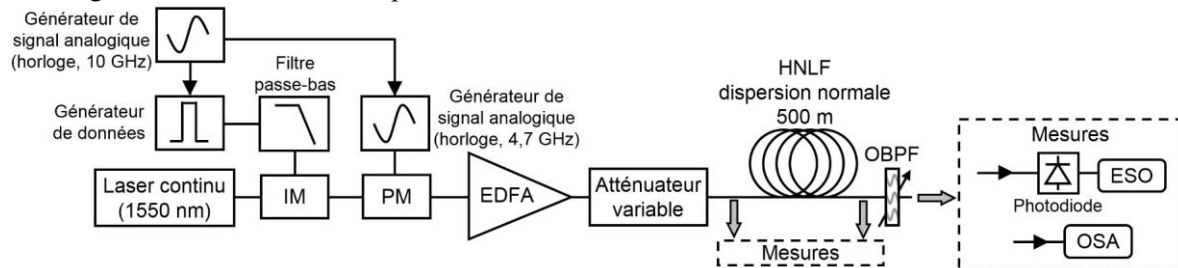 Générateur de
signal analogique
(horloge, 10 GHz)
Filtre
passe-bas
Générateur
de données
Générateur de
signal analogique
(horloge, 4,7 GHz)
HNLF
dispersion normale
500 m
OBPF
Laser continu
(1550 nm)
IM
PM
EDFA
Atténuateur
variable
Mesures
Mesures
ESO
Photodiode
OSA